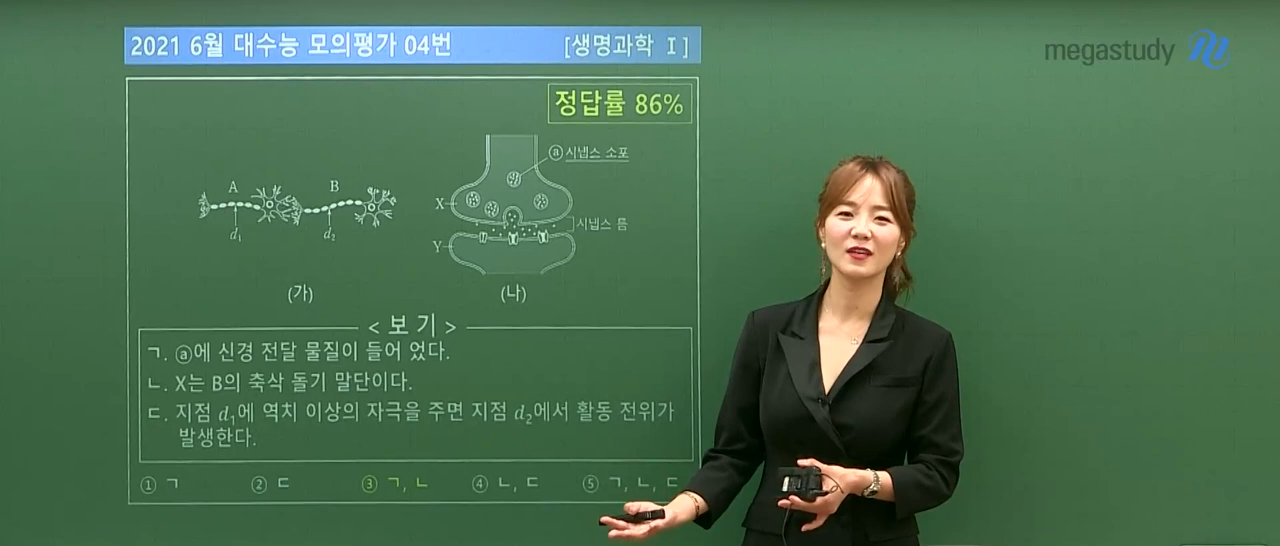 2021 6월 대수능 모의평가 04번 [생명과학 Ⅰ]
megastudy
정답률 86%
ⓐ시냅스 소포
A B
X
시냅스 틈
d₁ d₂
Y
(가) (나)
< 보 기 >
ㄱ. ⓐ에 신경 전달 물질이 들어 었다.
ㄴ. X는 B의 축삭 돌기 말단이다.
ㄷ. 지점 d₁에 역치 이상의 자극을 주면 지점 d₂에서 활동 전위가
발생한다.
① ㄱ ② ㄷ ③ ㄱ, ㄴ ④ ㄴ, ㄷ ⑤ ㄱ, ㄴ, ㄷ